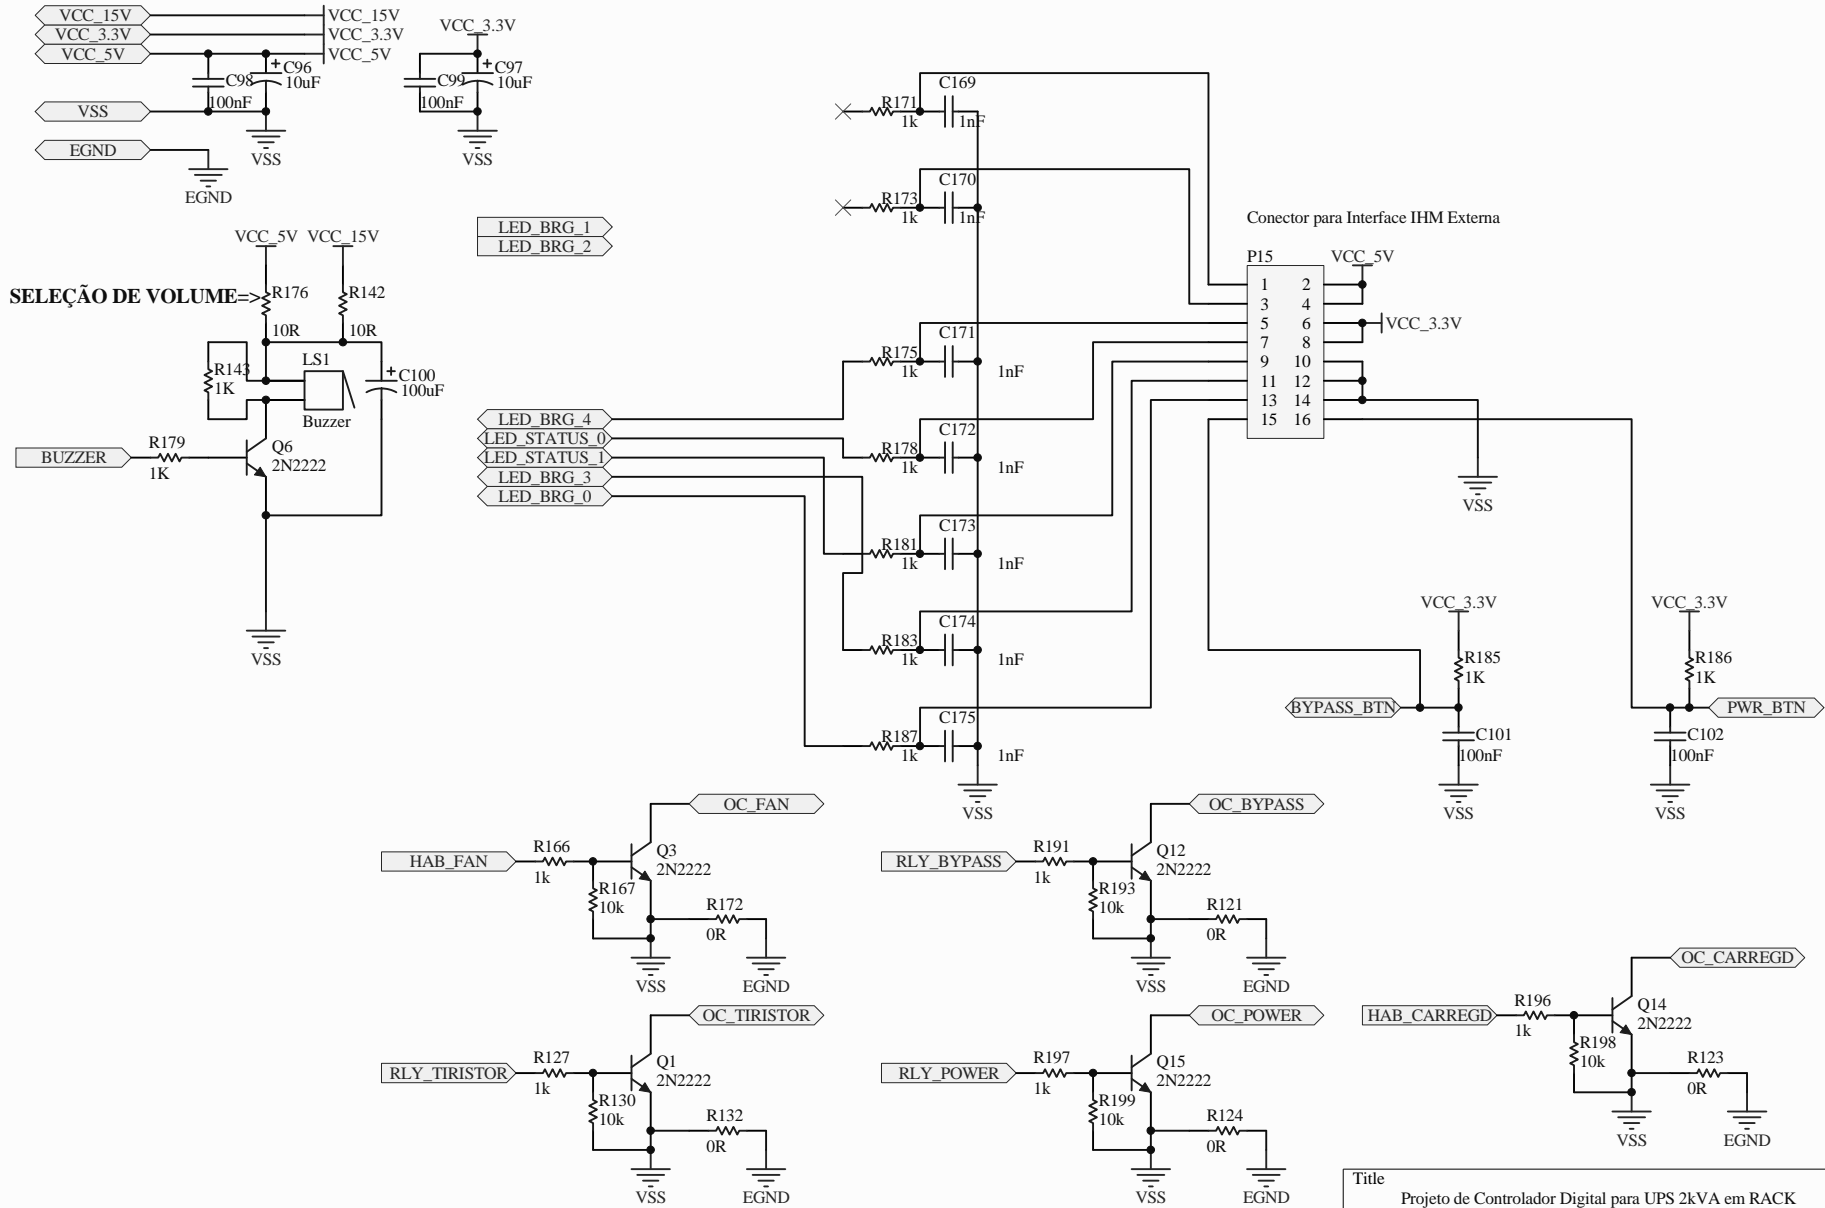 VCC_15V
VCC_15V
VCC_3.3V
VCC_3.3V
VCC_5V
VCC_5V
C98
100nF
C96
10uF
VSS
VSS
EGND
EGND
VCC_3.3V
C99
100nF
C97
10uF
VSS
LED_BRG_1
LED_BRG_2
VCC_5V
VCC_15V
SELEÇÃO DE VOLUME=>
R176
10R
R142
10R
R143
1K
LS1
Buzzer
C100
100uF
BUZZER
R179
1K
Q6
2N2222
VSS
R171
1k
C169
1nF
R173
1k
C170
1nF
R175
1k
C171
1nF
LED_BRG_4
LED_STATUS_0
LED_STATUS_1
LED_BRG_3
LED_BRG_0
R178
1k
C172
1nF
R181
1k
C173
1nF
R183
1k
C174
1nF
R187
1k
C175
1nF
VSS
Conector para Interface IHM Externa
P15
VCC_5V
1 2
3 4
5 6
VCC_3.3V
7 8
9 10
11 12
13 14
15 16
VSS
VCC_3.3V
R185
1K
BYPASS_BTN
C101
100nF
VSS
VCC_3.3V
R186
1K
PWR_BTN
C102
100nF
VSS
OC_FAN
HAB_FAN
R166
1k
Q3
2N2222
R167
10k
R172
0R
VSS
EGND
OC_BYPASS
RLY_BYPASS
R191
1k
Q12
2N2222
R193
10k
R121
0R
VSS
EGND
OC_TIRISTOR
RLY_TIRISTOR
R127
1k
Q1
2N2222
R130
10k
R132
0R
VSS
EGND
OC_POWER
RLY_POWER
R197
1k
Q15
2N2222
R199
10k
R124
0R
VSS
EGND
OC_CARREGD
HAB_CARREGD
R196
1k
Q14
2N2222
R198
10k
R123
0R
VSS
EGND
Title
Projeto de Controlador Digital para UPS 2kVA em RACK